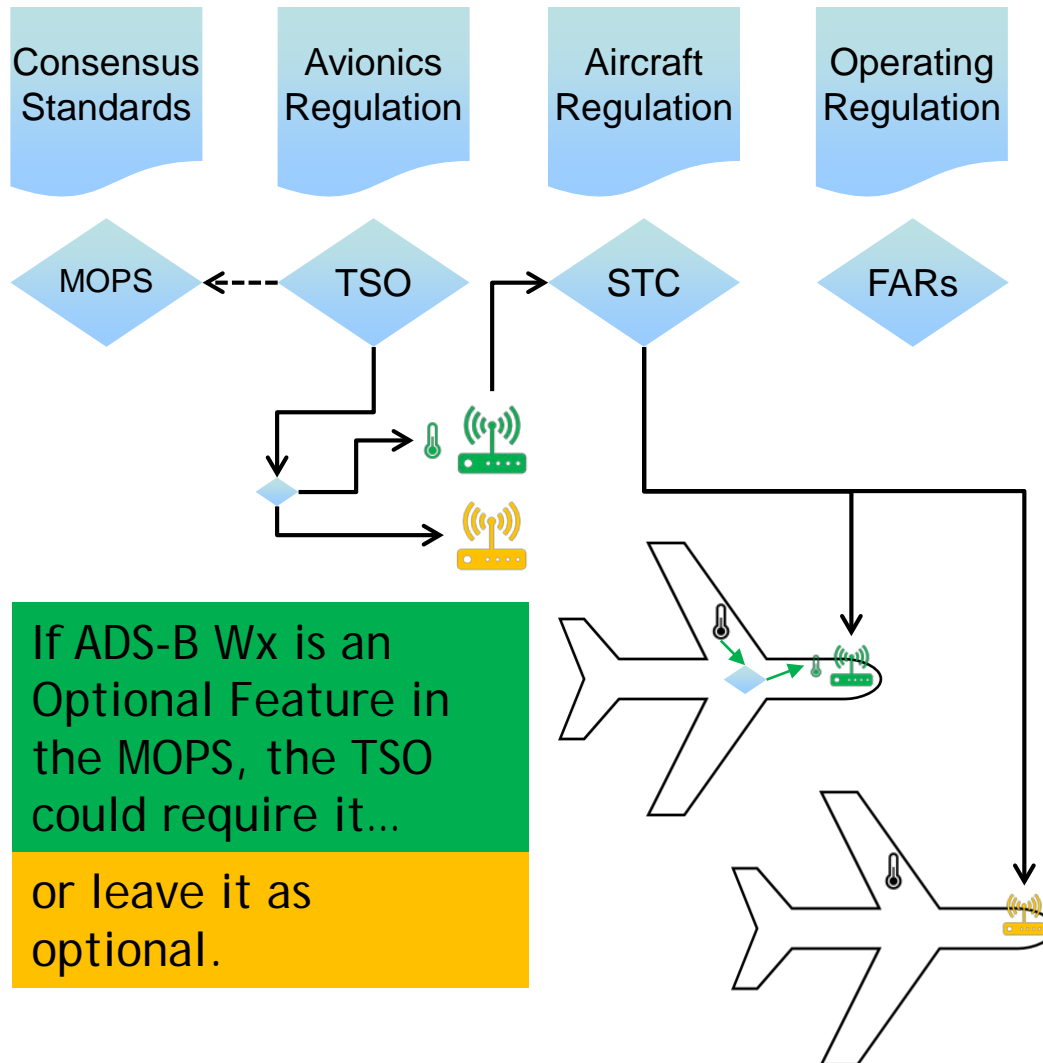 Consensus
Standards
Avionics
Regulation
Aircraft
Regulation
Operating
Regulation
MOPS
TSO
STC
FARs
If ADS-B Wx is an
Optional Feature in
the MOPS, the TSO
could require it…
or leave it as
optional.